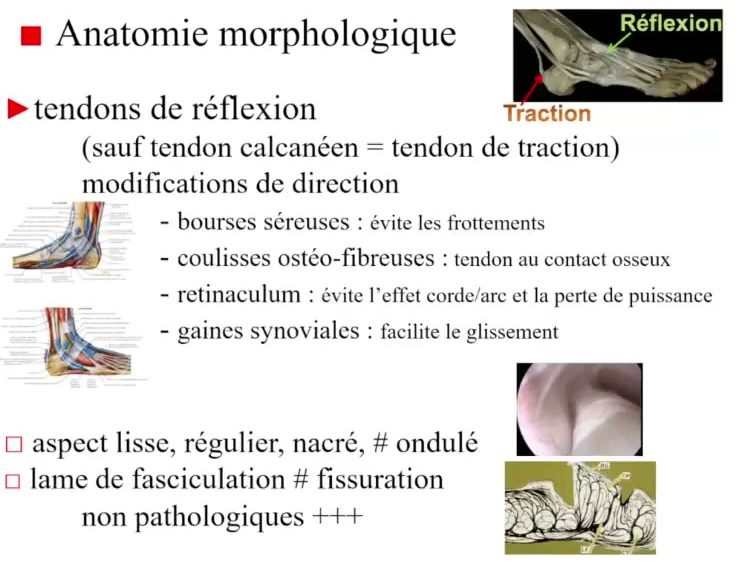 ■ Anatomie morphologique
Réflexion
Traction
►tendons de réflexion
(sauf tendon calcanéen = tendon de traction)
modifications de direction
- bourses séreuses : évite les frottements
- coulisses ostéo-fibreuses : tendon au contact osseux
- retinaculum : évite l'effet corde/arc et la perte de puissance
- gaines synoviales : facilite le glissement
□ aspect lisse, régulier, nacré, # ondulé
□ lame de fasciculation # fissuration
non pathologiques +++